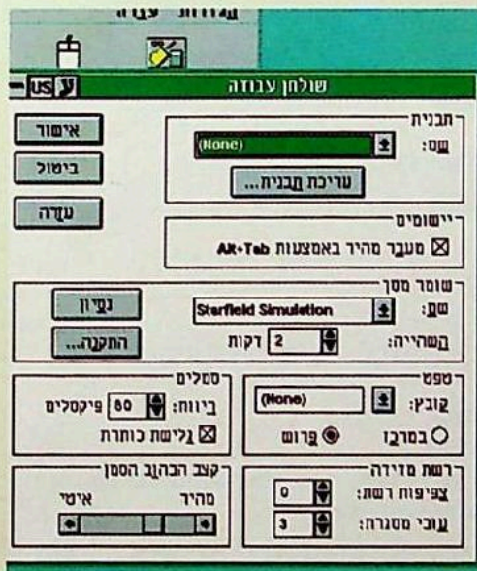 הגדרות עזרה
שולחן עבודה
ע US
תבנית
שם: (None)
עריכת תבנית...
אישור
ביטול
עזרה
יישומים
מעבר מהיר באמצעות Alt+Tab
שומר מסך
שם: Starfield Simulation
נסיון
השהייה: 2 דקות
התקנה...
טפט
קובץ: (None)
במרכז פרוש
סמלים
ריווח: 80 פיקסלים
גלישת כותרת
רשת מדידה
צפיפות רשת: 0
עובי מסגרת: 3
קצב הבהוב הסמן
מהיר איטי